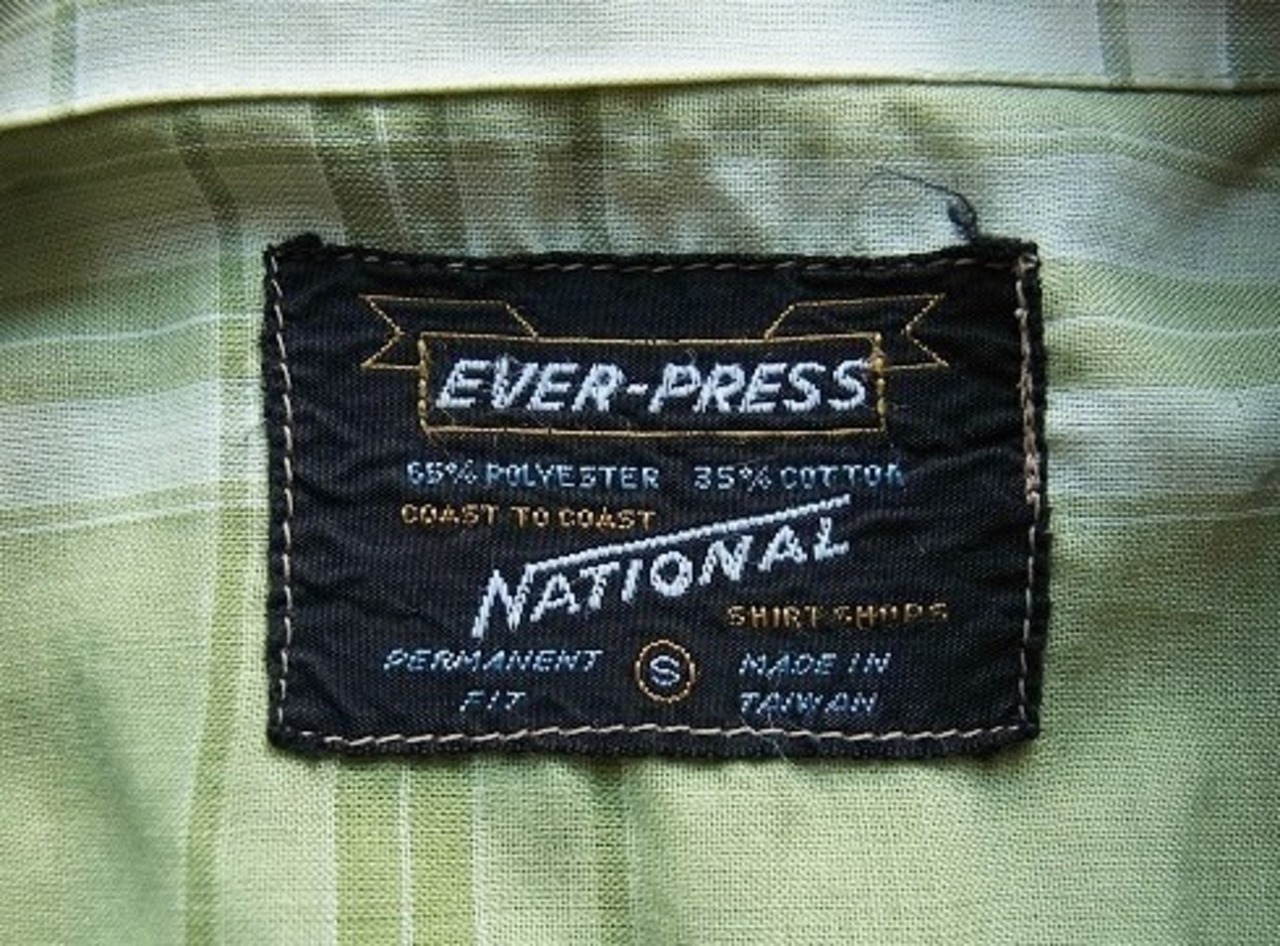 EVER-PRESS
65% POLYESTER 35% COTTON
COAST TO COAST
NATIONAL
SHIRT SHOPS
PERMANENT
FIT
S
MADE IN
TAIWAN